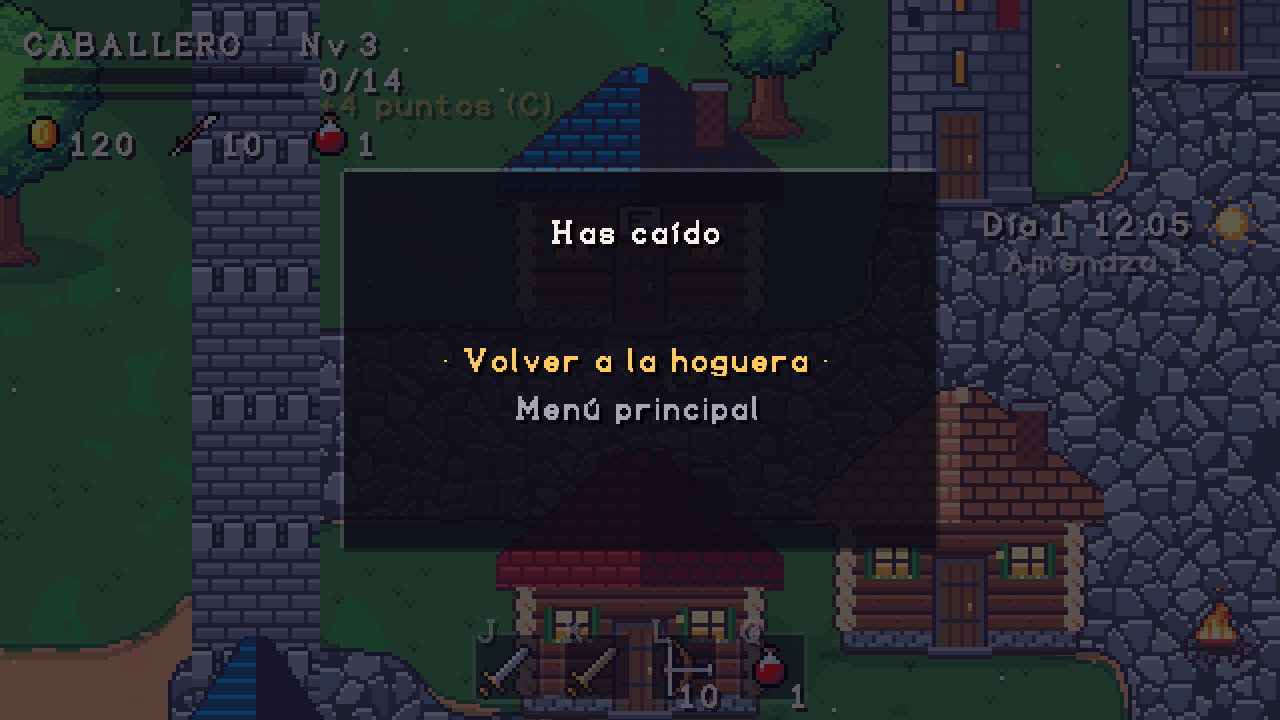 CABALLERO · Nv 3
0/14
+4 puntos (C)
120 10 1
Día 1 12:05
Amenaza 1
Has caído
· Volver a la hoguera ·
Menú principal
J K L Q
10 1